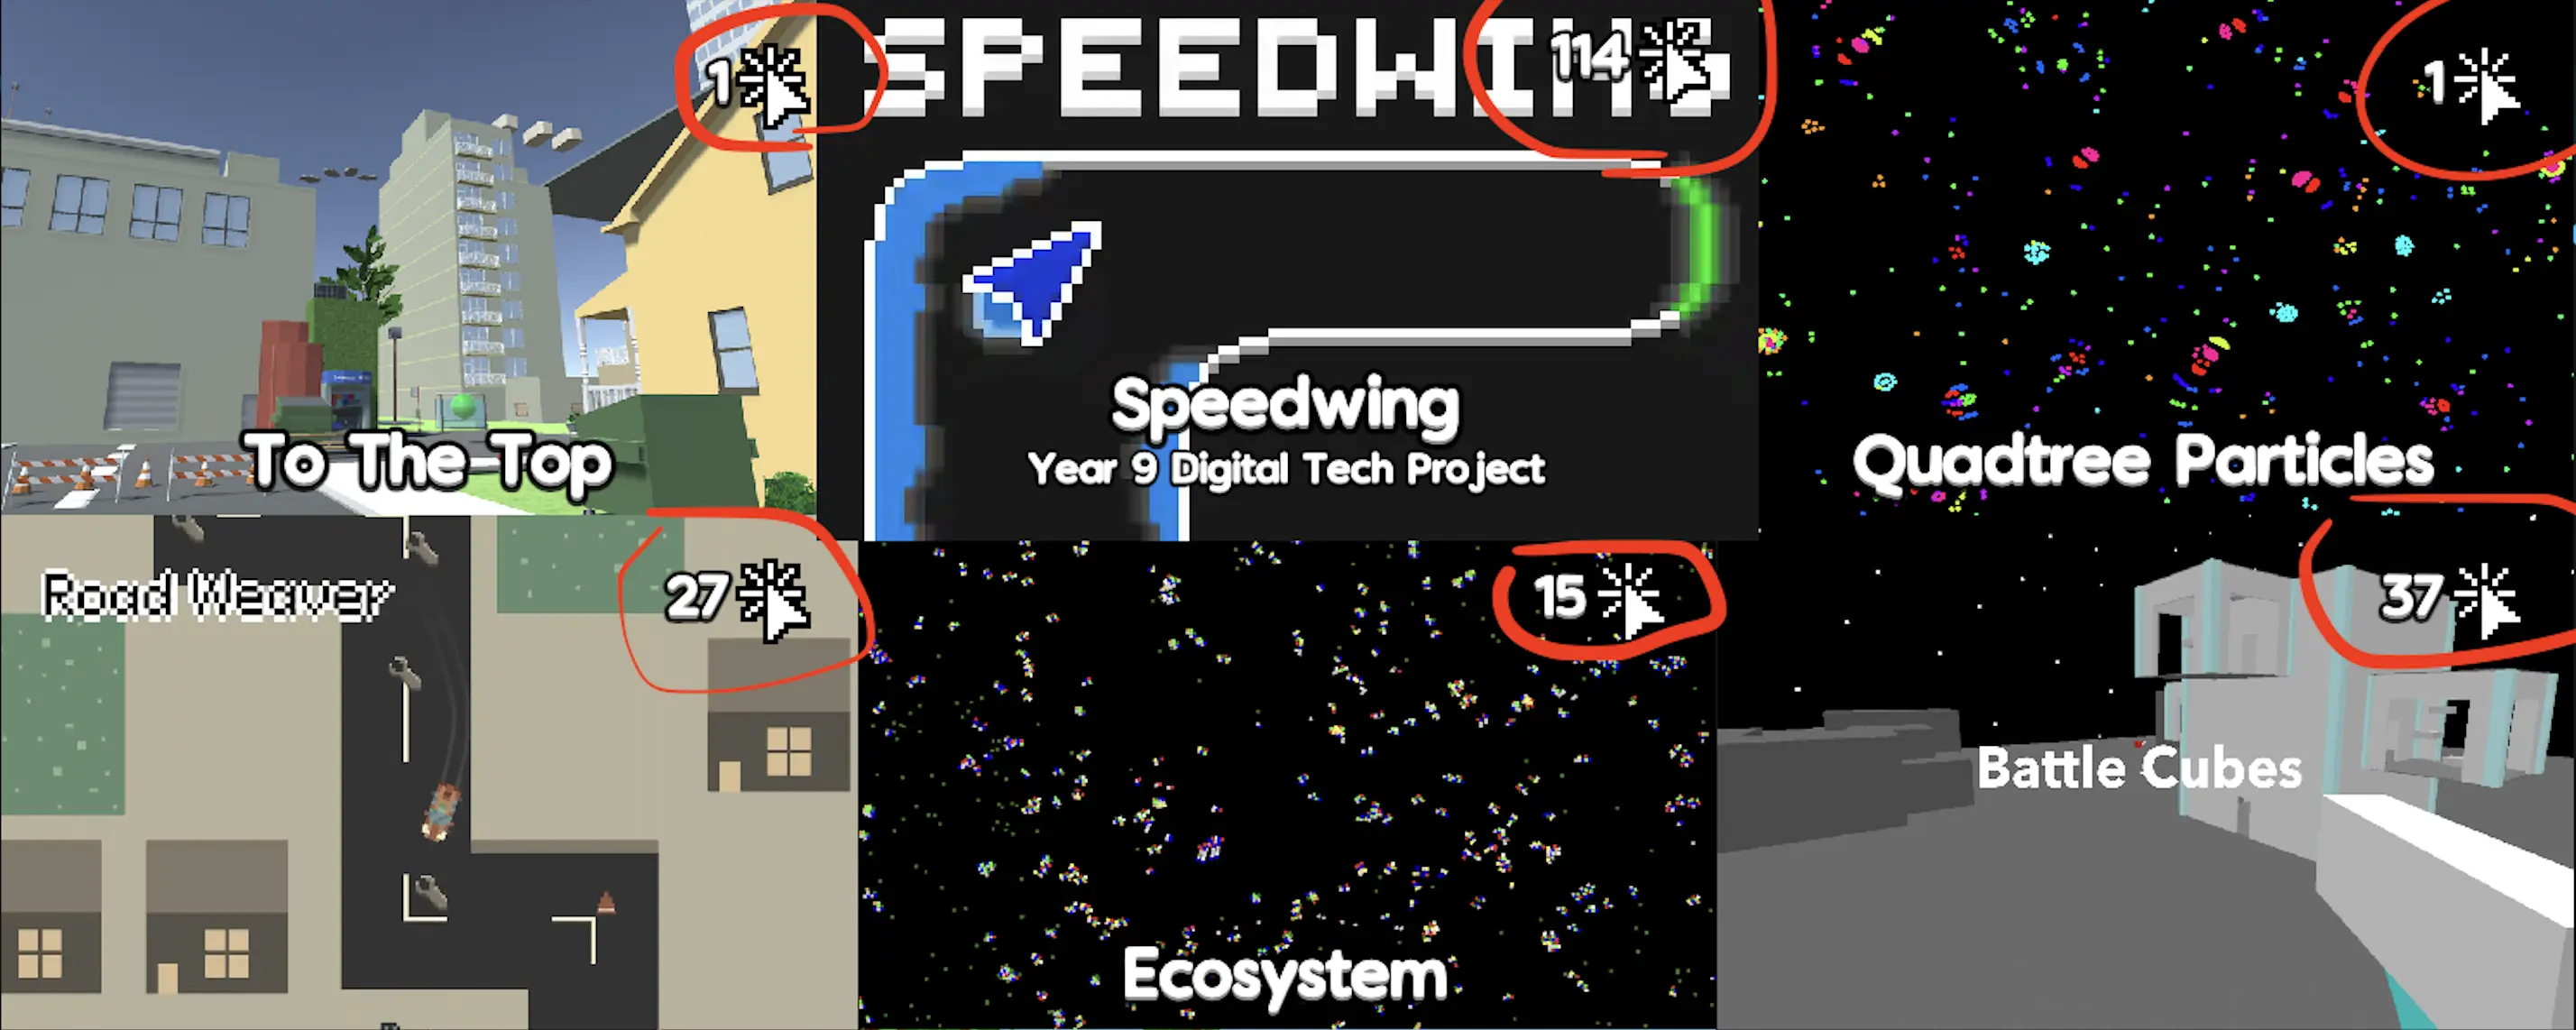 1
SPEEDWING
114
1
To The Top
Speedwing
Year 9 Digital Tech Project
Quadtree Particles
Road Weaver
27
15
37
Battle Cubes
Ecosystem